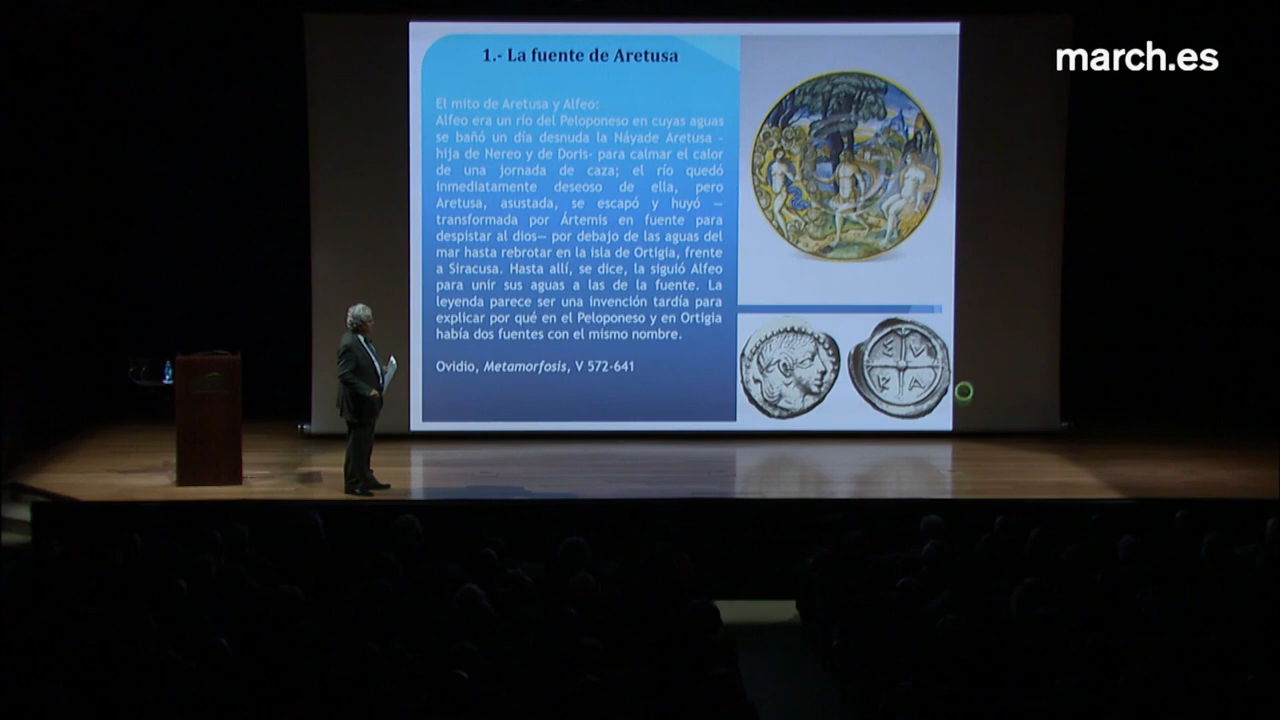 march.es
1.- La fuente de Aretusa
El mito de Aretusa y Alfeo:
Alfeo era un río del Peloponeso en cuyas aguas
se bañó un día desnuda la Náyade Aretusa -
hija de Nereo y de Doris- para calmar el calor
de una jornada de caza; el río quedó
inmediatamente deseoso de ella, pero
Aretusa, asustada, se escapó y huyó —
transformada por Ártemis en fuente para
despistar al dios— por debajo de las aguas del
mar hasta rebrotar en la isla de Ortigia, frente
a Siracusa. Hasta allí, se dice, la siguió Alfeo
para unir sus aguas a las de la fuente. La
leyenda parece ser una invención tardía para
explicar por qué en el Peloponeso y en Ortigia
había dos fuentes con el mismo nombre.
Ovidio, Metamorfosis, V 572-641